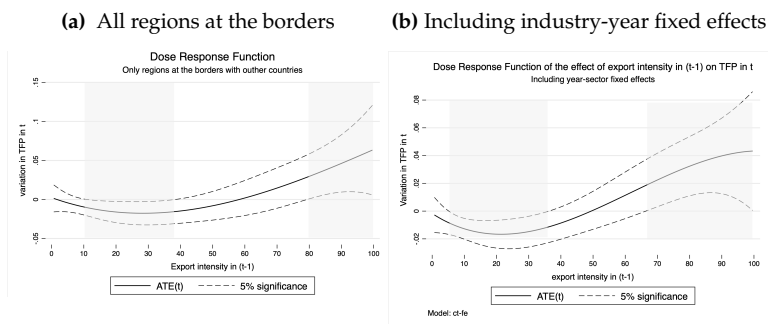 (a) All regions at the borders
Dose Response Function
Only regions at the borders with outher countries
variation in TFP in t
.15
.1
.05
0
-.05
0 10 20 30 40 50 60 70 80 90 100
Export intensity in (t-1)
ATE(t) 5% significance
(b) Including industry-year fixed effects
Dose Response Function of the effect of export intensity in (t-1) on TFP in t
Including year-sector fixed effects
Variation in TFP in t
.08
.06
.04
.02
0
-.02
0 10 20 30 40 50 60 70 80 90 100
export intensity in (t-1)
ATE(t) 5% significance
Model: ct-fe